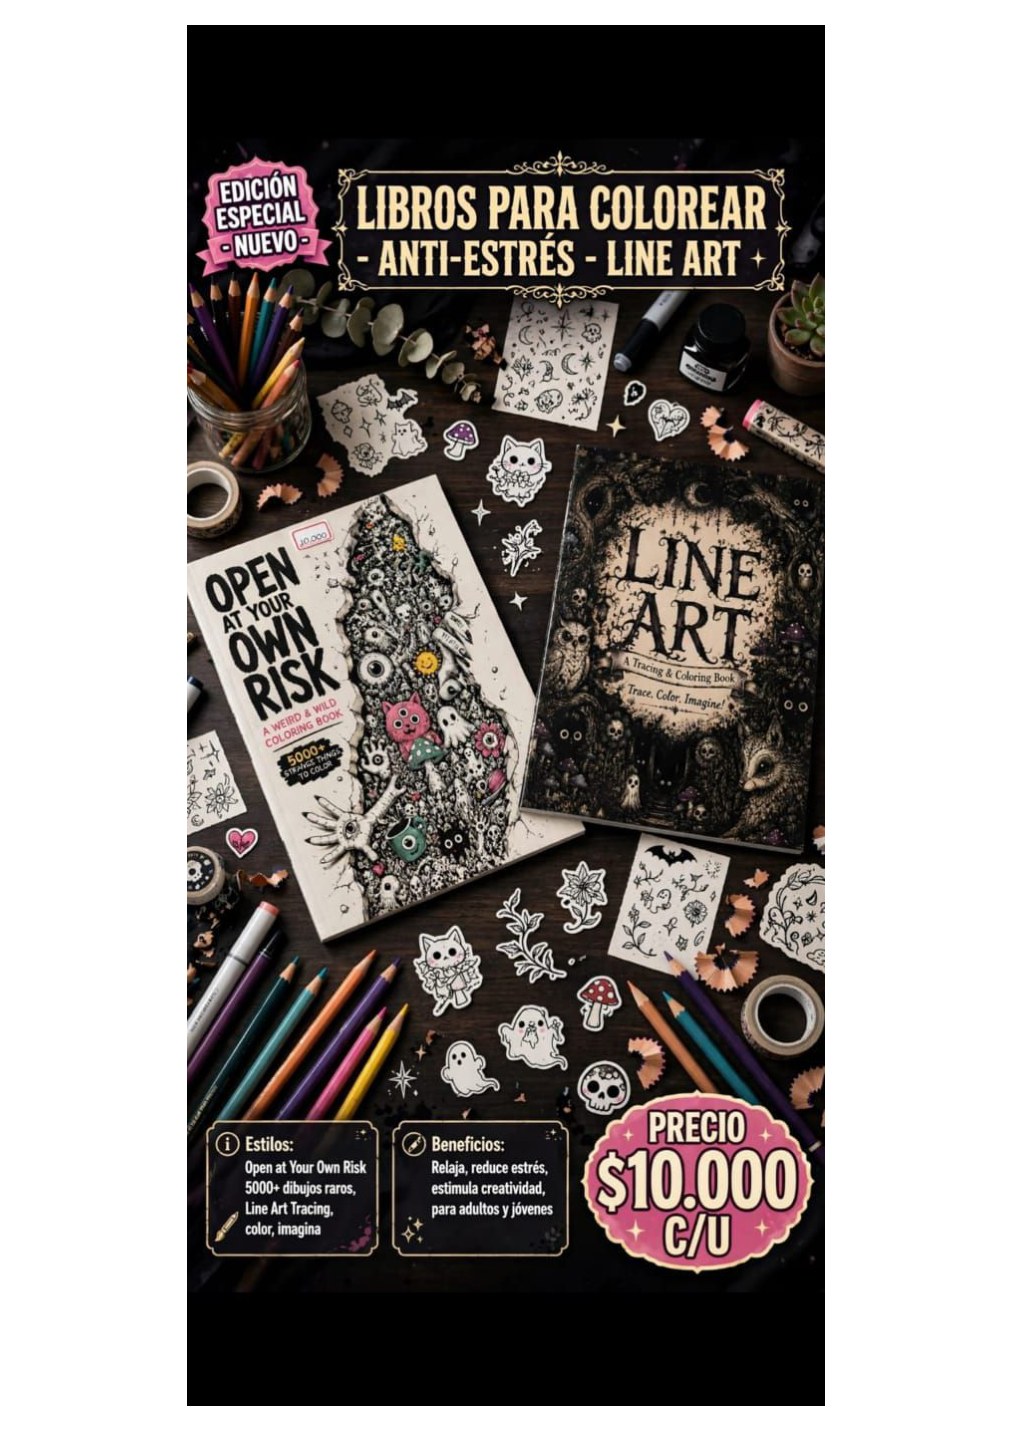 EDICIÓN
ESPECIAL
- NUEVO -
LIBROS PARA COLOREAR
- ANTI-ESTRÉS - LINE ART
OPEN
AT YOUR
OWN
RISK
A WEIRD & WILD
COLORING BOOK
5000+
STRANGE THINGS
TO COLOR
LINE
ART
A Tracing & Coloring Book
Trace. Color. Imagine!
Estilos:
Open at Your Own Risk
5000+ dibujos raros,
Line Art Tracing,
color, imagina
Beneficios:
Relaja, reduce estrés,
estimula creatividad,
para adultos y jóvenes
PRECIO
$10.000
C/U